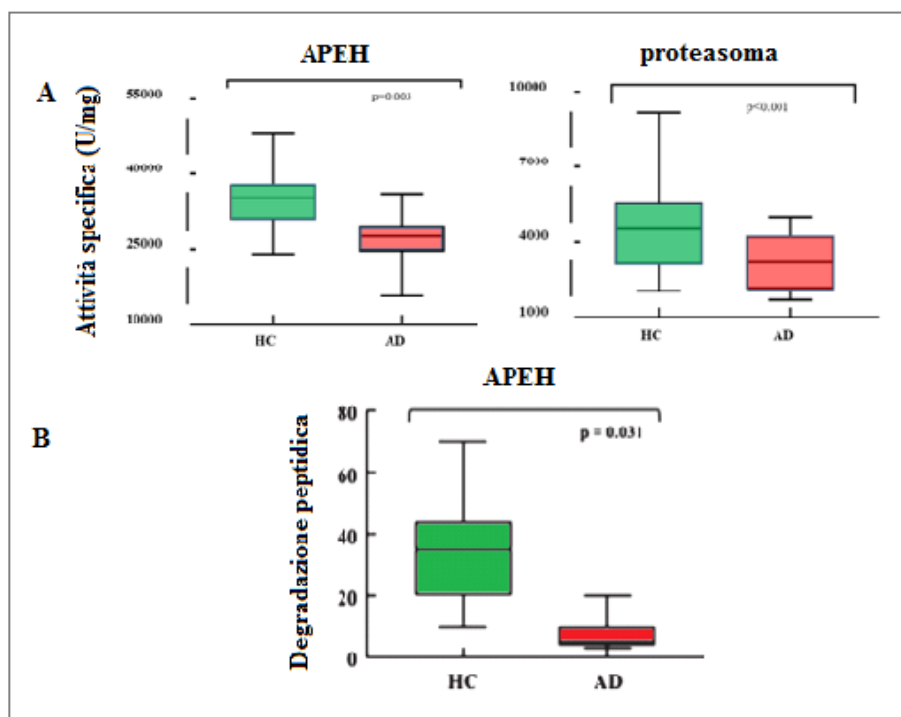 APEH
proteasoma
A
Attività specifica (U/mg)
55000
40000
25000
10000
p=0.003
HC
AD
10000
7000
4000
1000
p<0.001
HC
AD
APEH
B
Degradazione peptidica
80
60
40
20
0
p = 0.031
HC
AD